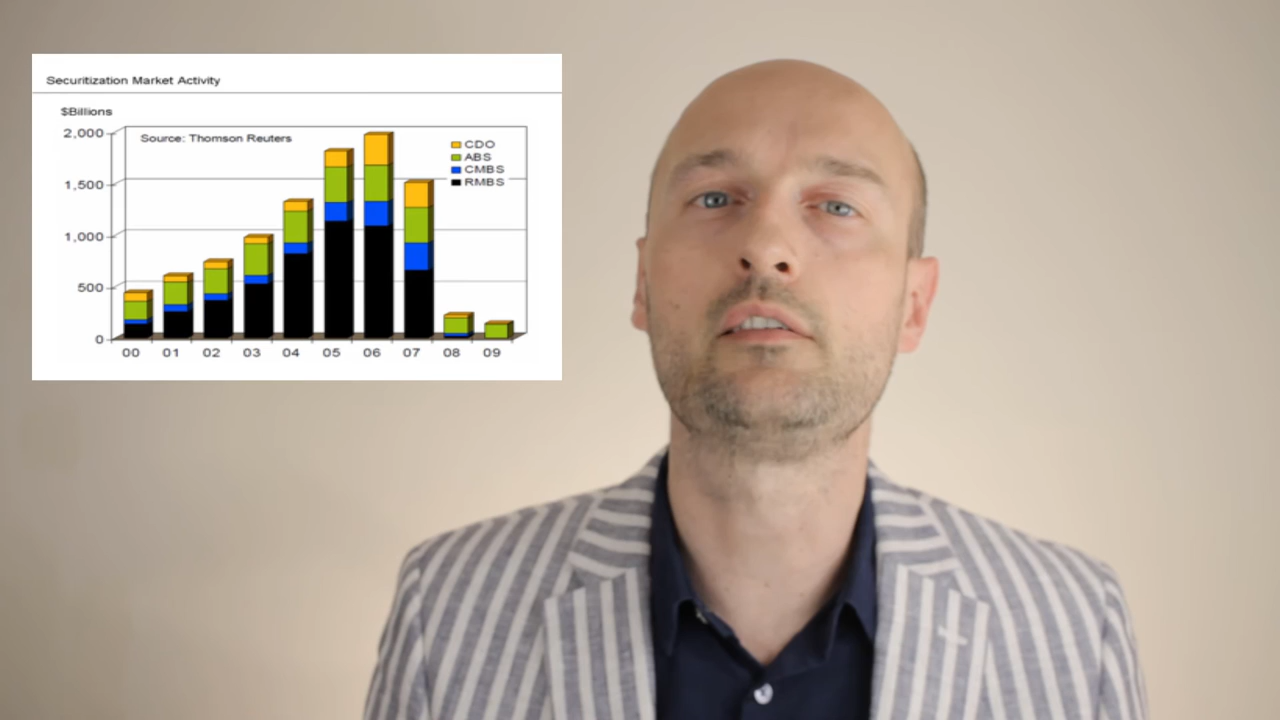 Securitization Market Activity
$Billions
2,000
Source: Thomson Reuters
CDO
ABS
1,500
CMBS
RMBS
1,000
500
0
00 01 02 03 04 05 06 07 08 09